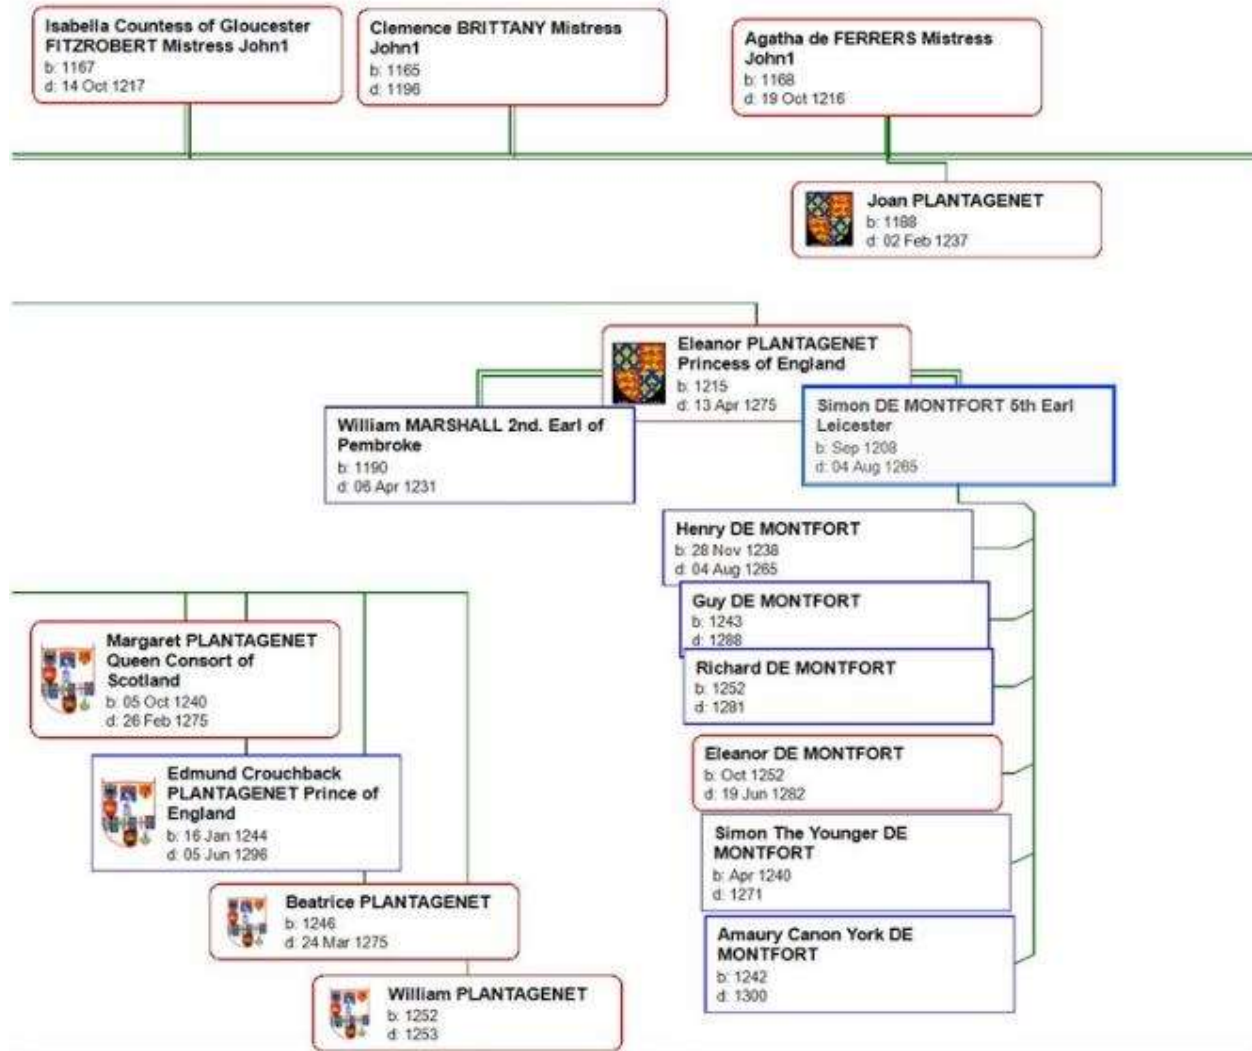 Isabella Countess of Gloucester
FITZROBERT Mistress John1
b: 1167
d: 14 Oct 1217
Clemence BRITTANY Mistress
John1
b: 1165
d: 1196
Agatha de FERRERS Mistress
John1
b: 1168
d: 19 Oct 1216
Joan PLANTAGENET
b: 1188
d: 02 Feb 1237
Eleanor PLANTAGENET
Princess of England
b: 1215
d: 13 Apr 1275
William MARSHALL 2nd. Earl of
Pembroke
b: 1190
d: 06 Apr 1231
Simon DE MONTFORT 5th Earl
Leicester
b: Sep 1208
d: 04 Aug 1265
Henry DE MONTFORT
b: 28 Nov 1238
d: 04 Aug 1265
Guy DE MONTFORT
b: 1243
d: 1288
Richard DE MONTFORT
b: 1252
d: 1281
Eleanor DE MONTFORT
b: Oct 1252
d: 19 Jun 1282
Simon The Younger DE
MONTFORT
b: Apr 1240
d: 1271
Amaury Canon York DE
MONTFORT
b: 1242
d: 1300
Margaret PLANTAGENET
Queen Consort of
Scotland
b: 05 Oct 1240
d: 26 Feb 1275
Edmund Crouchback
PLANTAGENET Prince of
England
b: 16 Jan 1244
d: 05 Jun 1296
Beatrice PLANTAGENET
b: 1246
d: 24 Mar 1275
William PLANTAGENET
b: 1252
d: 1253